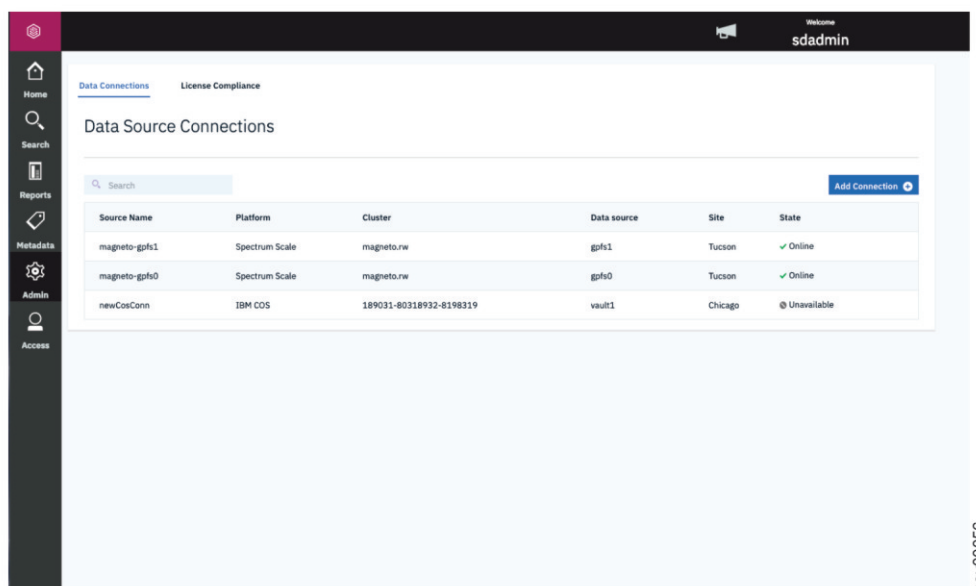 Welcome
sdadmin
Home
Search
Reports
Metadata
Admin
Access
Data Connections License Compliance
Data Source Connections
Search
Add Connection
Source Name Platform Cluster Data source Site State
magneto-gpfs1 Spectrum Scale magneto.rw gpfs1 Tucson Online
magneto-gpfs0 Spectrum Scale magneto.rw gpfs0 Tucson Online
newCosConn IBM COS 189031-80318932-8198319 vault1 Chicago Unavailable